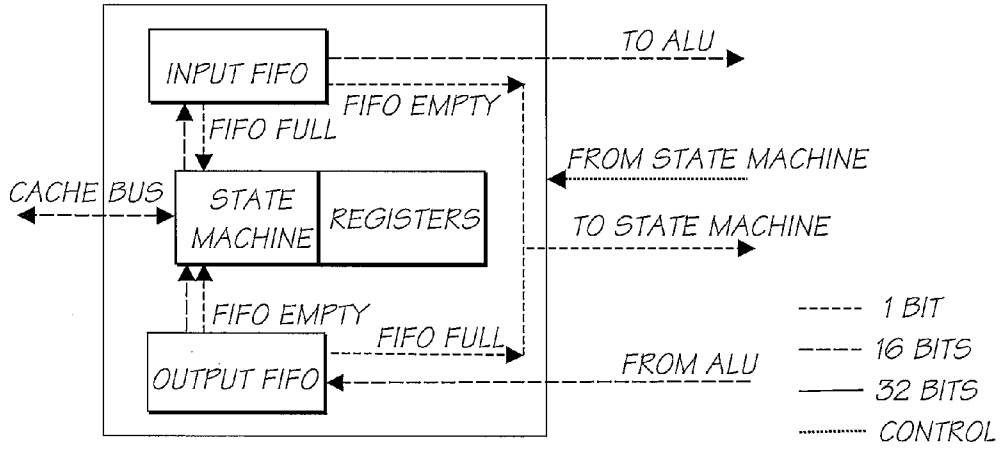 TO ALU
INPUT FIFO
FIFO EMPTY
FIFO FULL
FROM STATE MACHINE
CACHE BUS
STATE
MACHINE
REGISTERS
TO STATE MACHINE
FIFO EMPTY
1 BIT
FIFO FULL
16 BITS
FROM ALU
OUTPUT FIFO
32 BITS
CONTROL